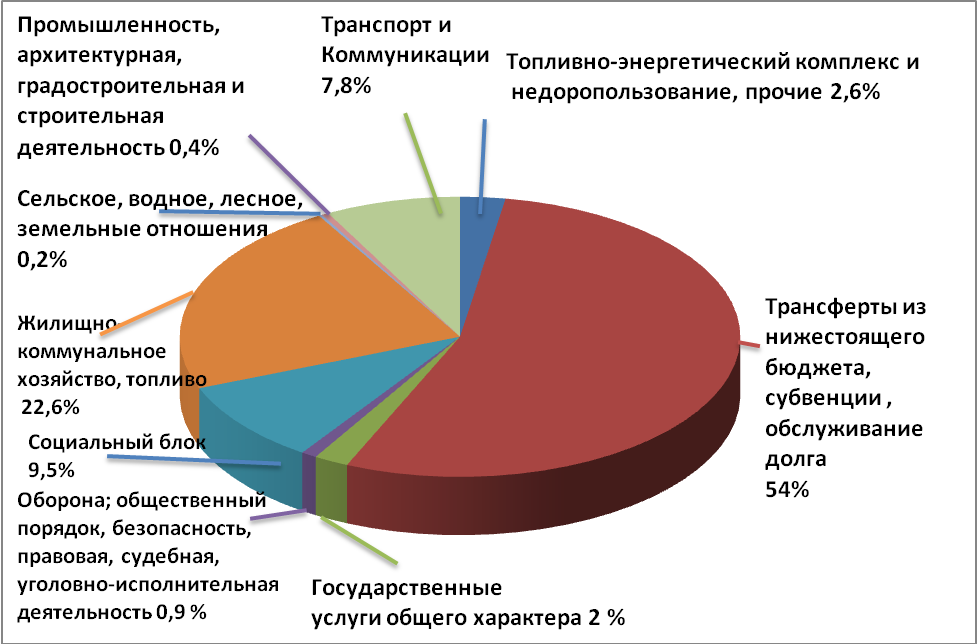 Промышленность,
архитектурная,
градостроительная и
строительная
деятельность 0,4%
Транспорт и
Коммуникации
7,8%
Топливно-энергетический комплекс и
недоропользование, прочие 2,6%
Сельское, водное, лесное,
земельные отношения
0,2%
Трансферты из
нижестоящего
бюджета,
субвенции ,
обслуживание
долга
54%
Жилищно-
коммунальное
хозяйство, топливо
22,6%
Социальный блок
9,5%
Оборона; общественный
порядок, безопасность,
правовая, судебная,
уголовно-исполнительная
деятельность 0,9 %
Государственные
услуги общего характера 2 %